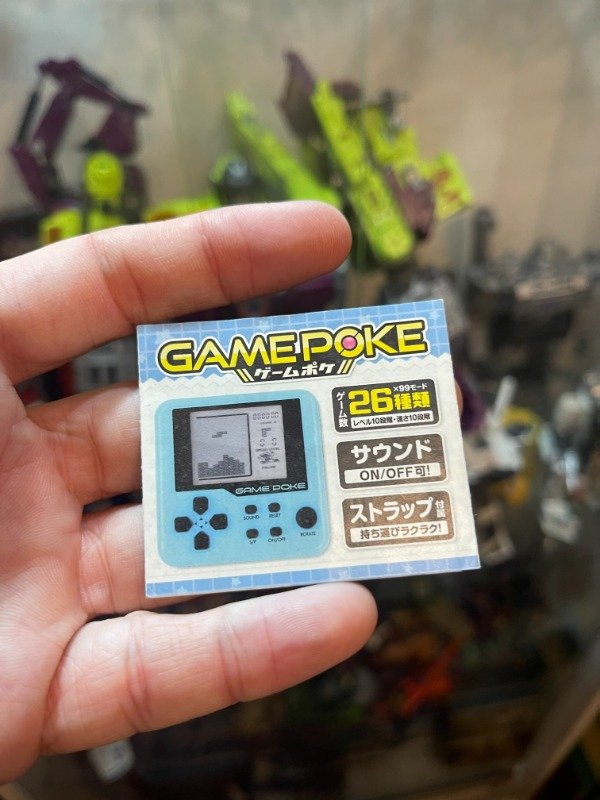 GAMEPOKE
ゲームポケ
ゲーム数
×99モード
26種類
レベル10段階・速さ10段階
サウンド
ON/OFF可!
ストラップ付属
持ち運びラクラク!
GAME POKE
SOUND RESET
S/P ON/OFF
ROTATE